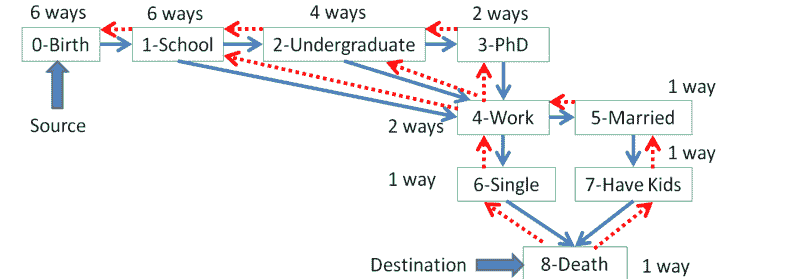 6 ways
6 ways
4 ways
2 ways
0-Birth
1-School
2-Undergraduate
3-PhD
Source
1 way
4-Work
5-Married
2 ways
1 way
1 way
6-Single
7-Have Kids
Destination
8-Death
1 way